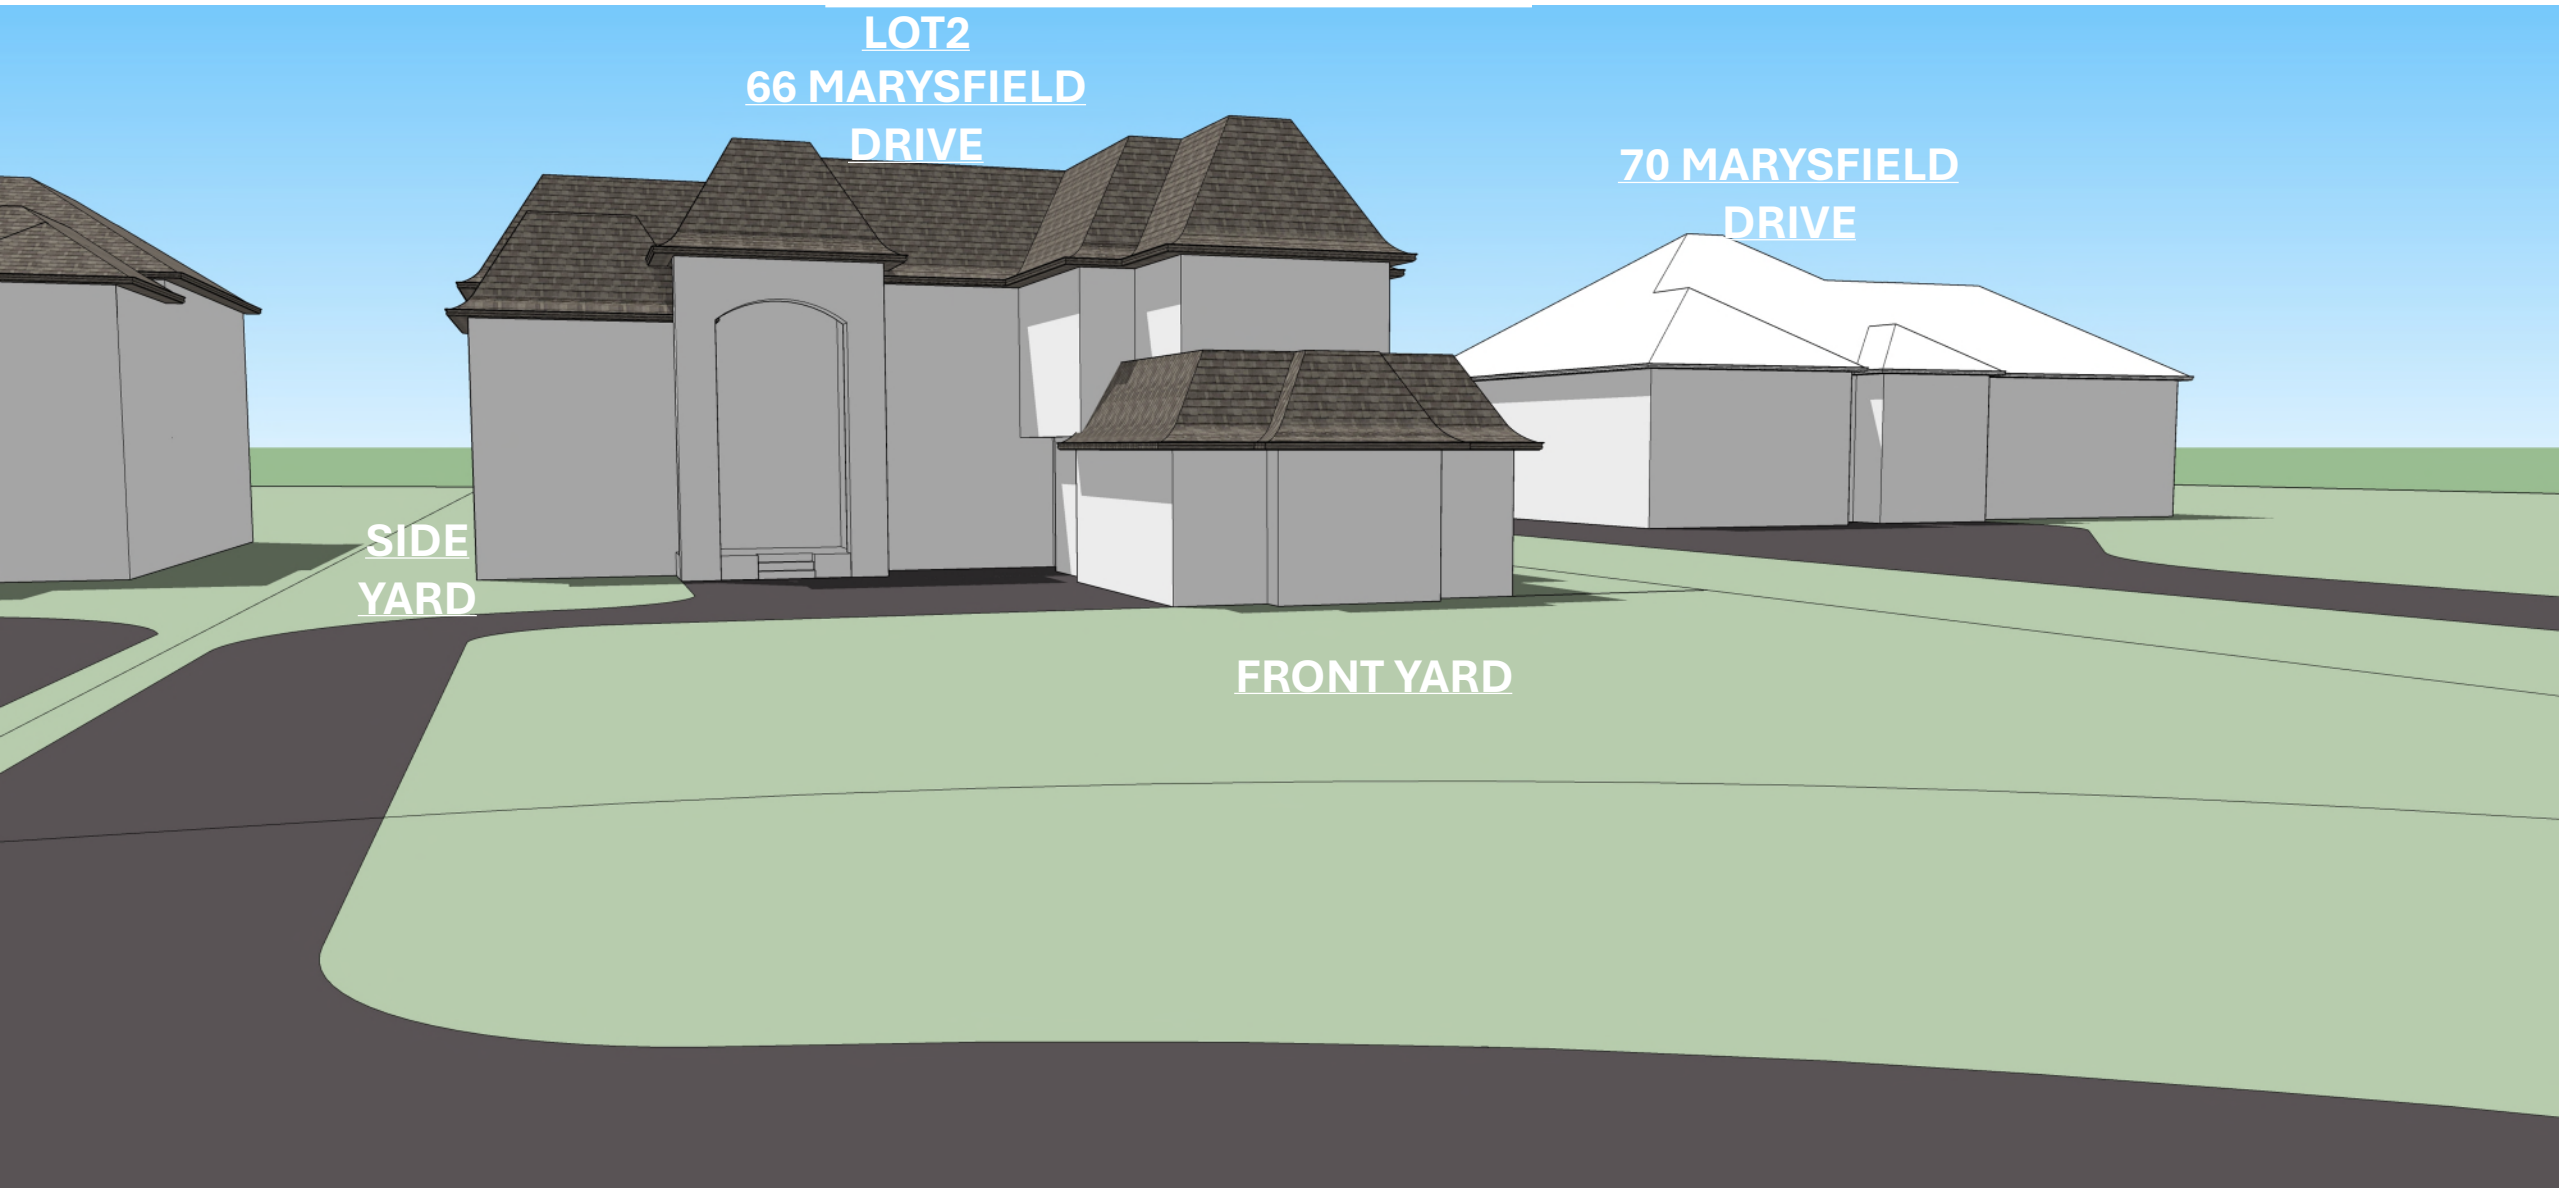 LOT2
66 MARYSFIELD
DRIVE
70 MARYSFIELD
DRIVE
SIDE
YARD
FRONT YARD